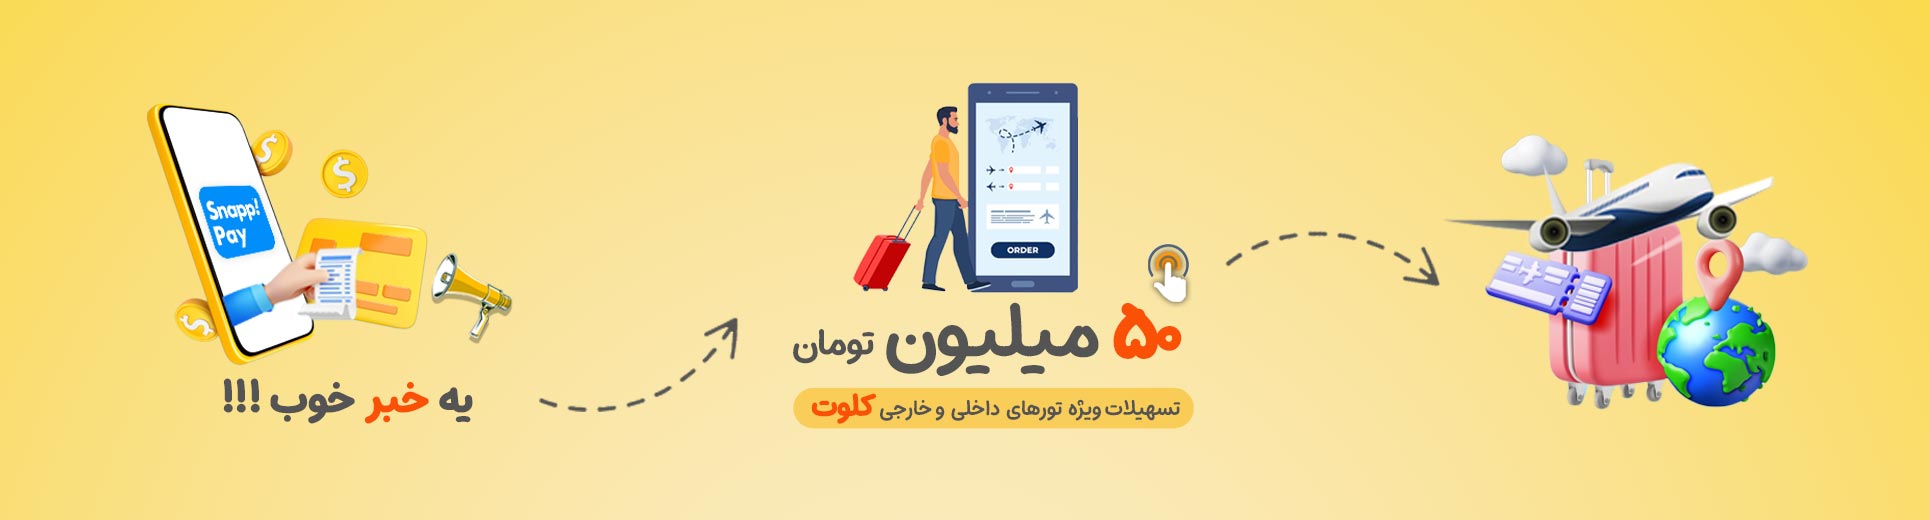 Snapp!
Pay
یه خبر خوب !!!
ORDER
۵۰ میلیون تومان
تسهیلات ویژه تورهای داخلی و خارجی کلوت